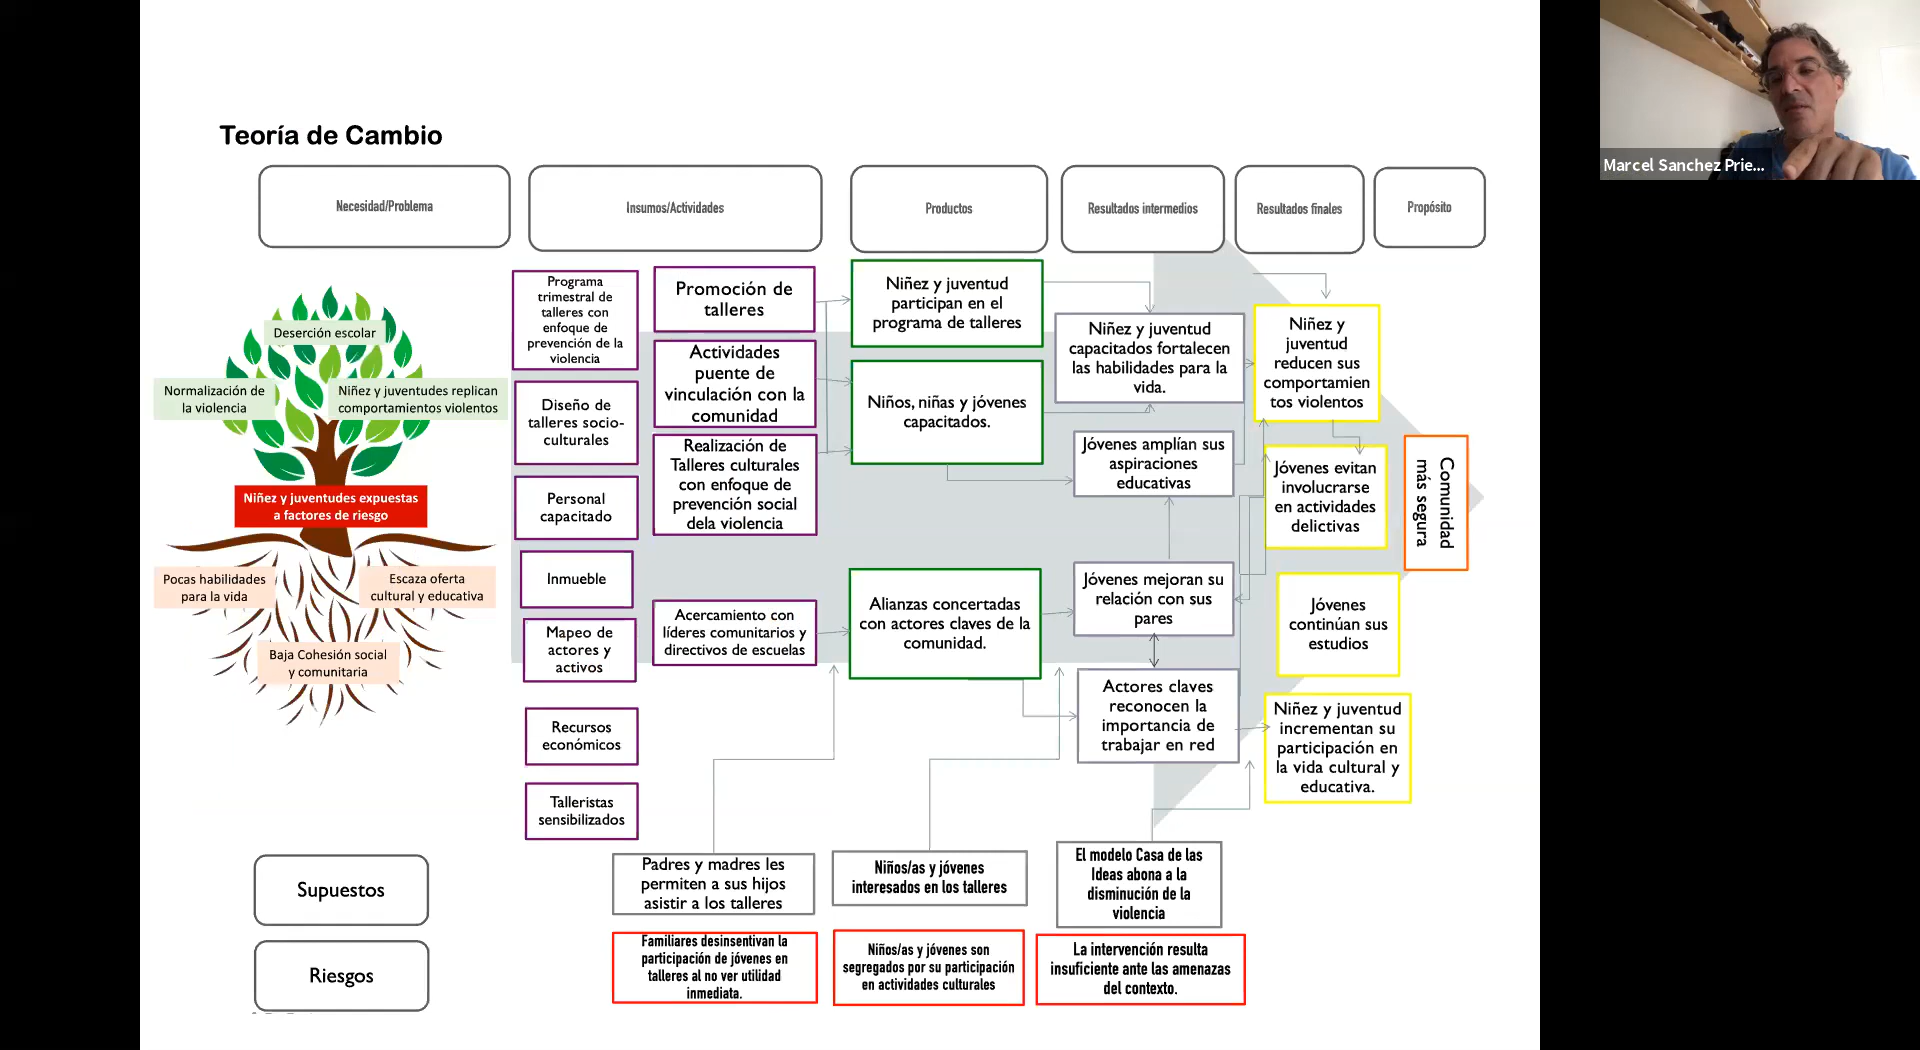 Marcel Sanchez Prie...
Teoría de Cambio
Necesidad/Problema
Insumos/Actividades
Productos
Resultados intermedios
Resultados finales
Propósito
Deserción escolar
Normalización de
la violencia
Niñez y juventudes replican
comportamientos violentos
Niñez y juventudes expuestas
a factores de riesgo
Pocas habilidades
para la vida
Escaza oferta
cultural y educativa
Baja Cohesión social
y comunitaria
Programa
trimestral de
talleres con
enfoque de
prevención de la
violencia
Diseño de
talleres socio-
culturales
Personal
capacitado
Inmueble
Mapeo de
actores y
activos
Recursos
económicos
Talleristas
sensibilizados
Promoción de
talleres
Actividades
puente de
vinculación con la
comunidad
Realización de
Talleres culturales
con enfoque de
prevención social
dela violencia
Acercamiento con
líderes comunitarios y
directivos de escuelas
Niñez y juventud
participan en el
programa de talleres
Niños, niñas y jóvenes
capacitados.
Alianzas concertadas
con actores claves de la
comunidad.
Niñez y juventud
capacitados fortalecen
las habilidades para la
vida.
Jóvenes amplían sus
aspiraciones
educativas
Jóvenes mejoran su
relación con sus
pares
Actores claves
reconocen la
importancia de
trabajar en red
Niñez y
juventud
reducen sus
comportamien
tos violentos
Jóvenes evitan
involucrarse
en actividades
delictivas
Jóvenes
continúan sus
estudios
Niñez y juventud
incrementan su
participación en
la vida cultural y
educativa.
Comunidad
más segura
Supuestos
Padres y madres les
permiten a sus hijos
asistir a los talleres
Niños/as y jóvenes
interesados en los talleres
El modelo Casa de las
Ideas abona a la
disminución de la
violencia
Riesgos
Familiares desinsentivan la
participación de jóvenes en
talleres al no ver utilidad
inmediata.
Niños/as y jóvenes son
segregados por su participación
en actividades culturales
La intervención resulta
insuficiente ante las amenazas
del contexto.